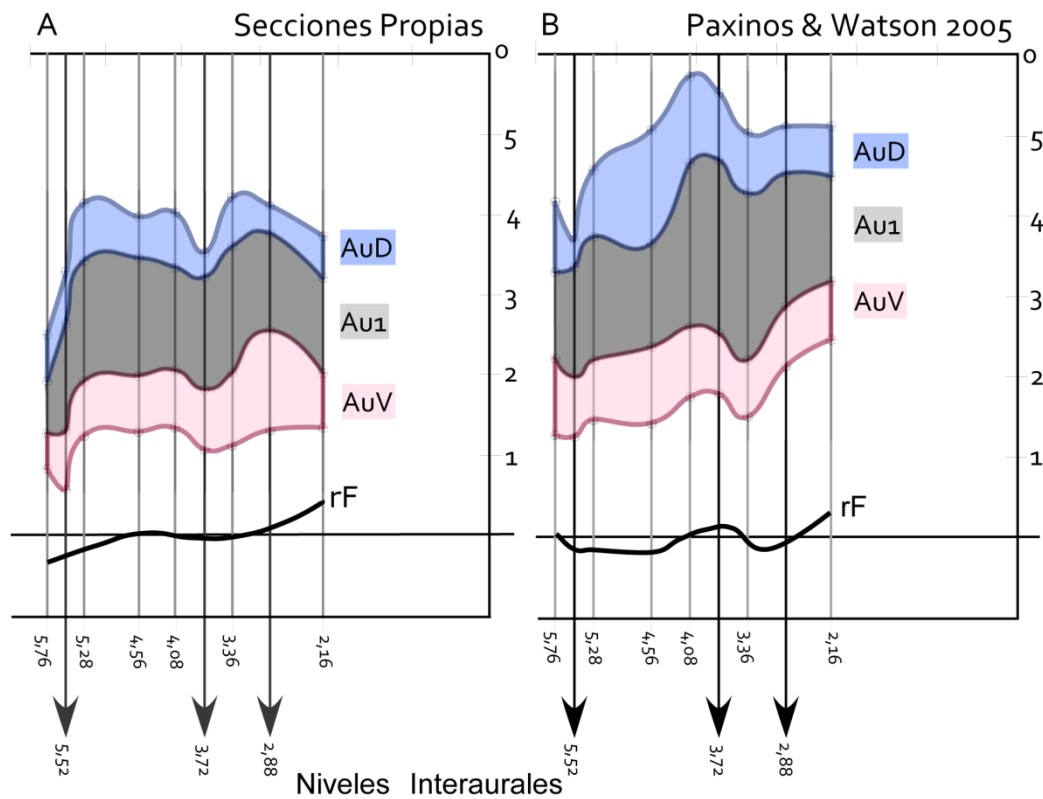 A Secciones Propias
0
5
4
3
2
1
AuD
Au1
AuV
rF
5,76
5,52
5,28
4,56
4,08
3,72
3,36
2,88
2,16
B Paxinos & Watson 2005
0
5
4
3
2
1
AuD
Au1
AuV
rF
5,76
5,52
5,28
4,56
4,08
3,72
3,36
2,88
2,16
Niveles Interaurales